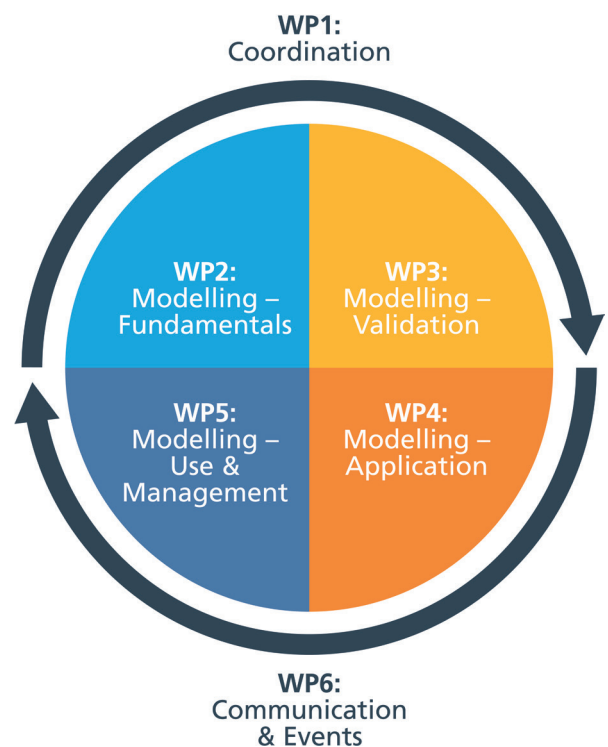 WP1:
Coordination
WP2:
Modelling –
Fundamentals
WP3:
Modelling –
Validation
WP5:
Modelling –
Use &
Management
WP4:
Modelling –
Application
WP6:
Communication
& Events